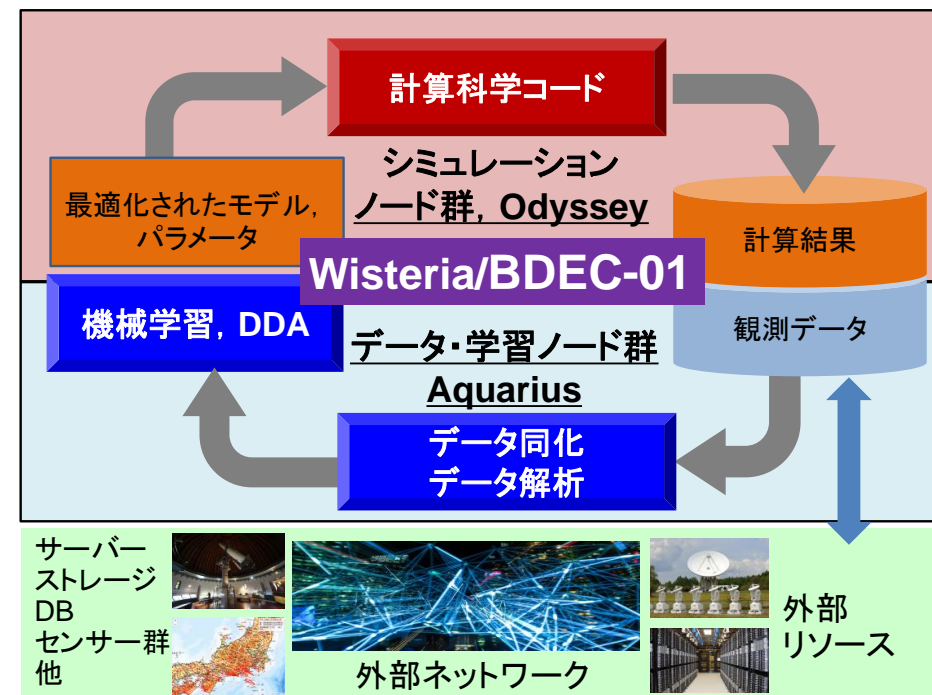 計算科学コード
シミュレーション
ノード群, Odyssey
最適化されたモデル,
パラメータ
計算結果
Wisteria/BDEC-01
機械学習, DDA
観測データ
データ・学習ノード群
Aquarius
データ同化
データ解析
サーバー
ストレージ
DB
センサー群
他
外部ネットワーク
外部
リソース